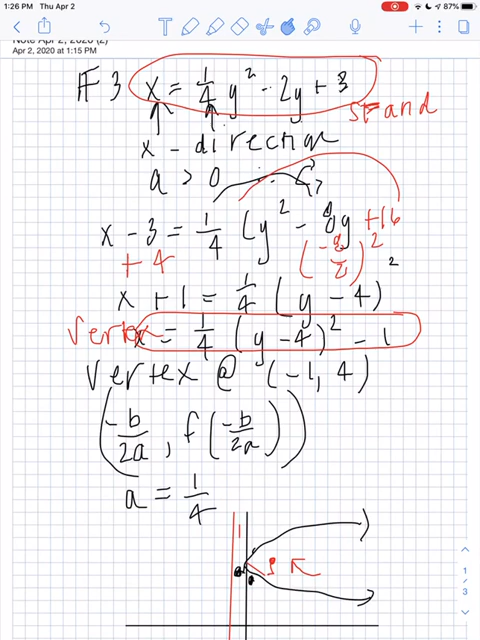 1:26 PM Thu Apr 2
87%
Note Apr 2, 2020 (2)
Apr 2, 2020 at 1:15 PM
# 3 x = 1/4 y² - 2y + 3
stand
x - direction
a > 0
x - 3 = 1/4 (y² - 8y +16
+ 4 (-8/2)²
x + 1 = 1/4 (y - 4)²
vertex x = 1/4 (y - 4)² - 1
vertex @ (-1, 4)
(-b/2a, f(-b/2a))
a = 1/4
1
3